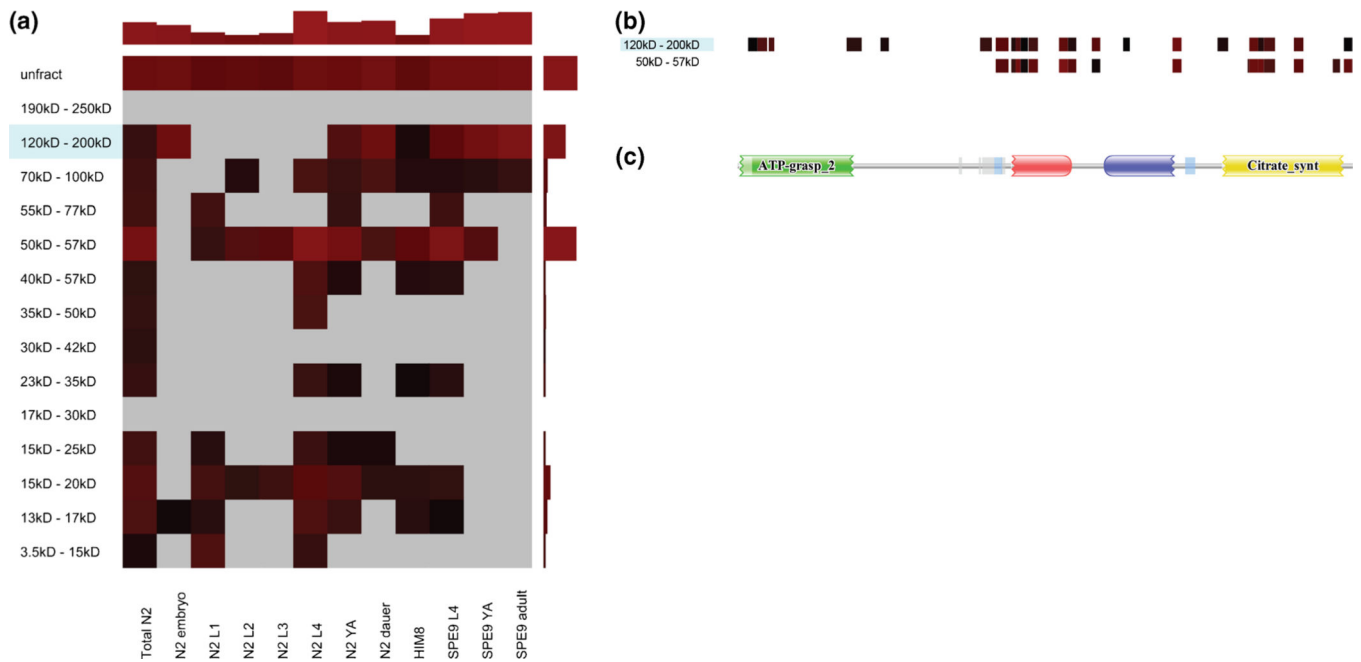 (a)
unfract
190kD - 250kD
120kD - 200kD
70kD - 100kD
55kD - 77kD
50kD - 57kD
40kD - 57kD
35kD - 50kD
30kD - 42kD
23kD - 35kD
17kD - 30kD
15kD - 25kD
15kD - 20kD
13kD - 17kD
3.5kD - 15kD
Total N2
N2 embryo
N2 L1
N2 L2
N2 L3
N2 L4
N2 YA
N2 dauer
HIM8
SPE9 L4
SPE9 YA
SPE9 adult
(b)
120kD - 200kD
50kD - 57kD
(c)
ATP-grasp_2
Citrate_synt